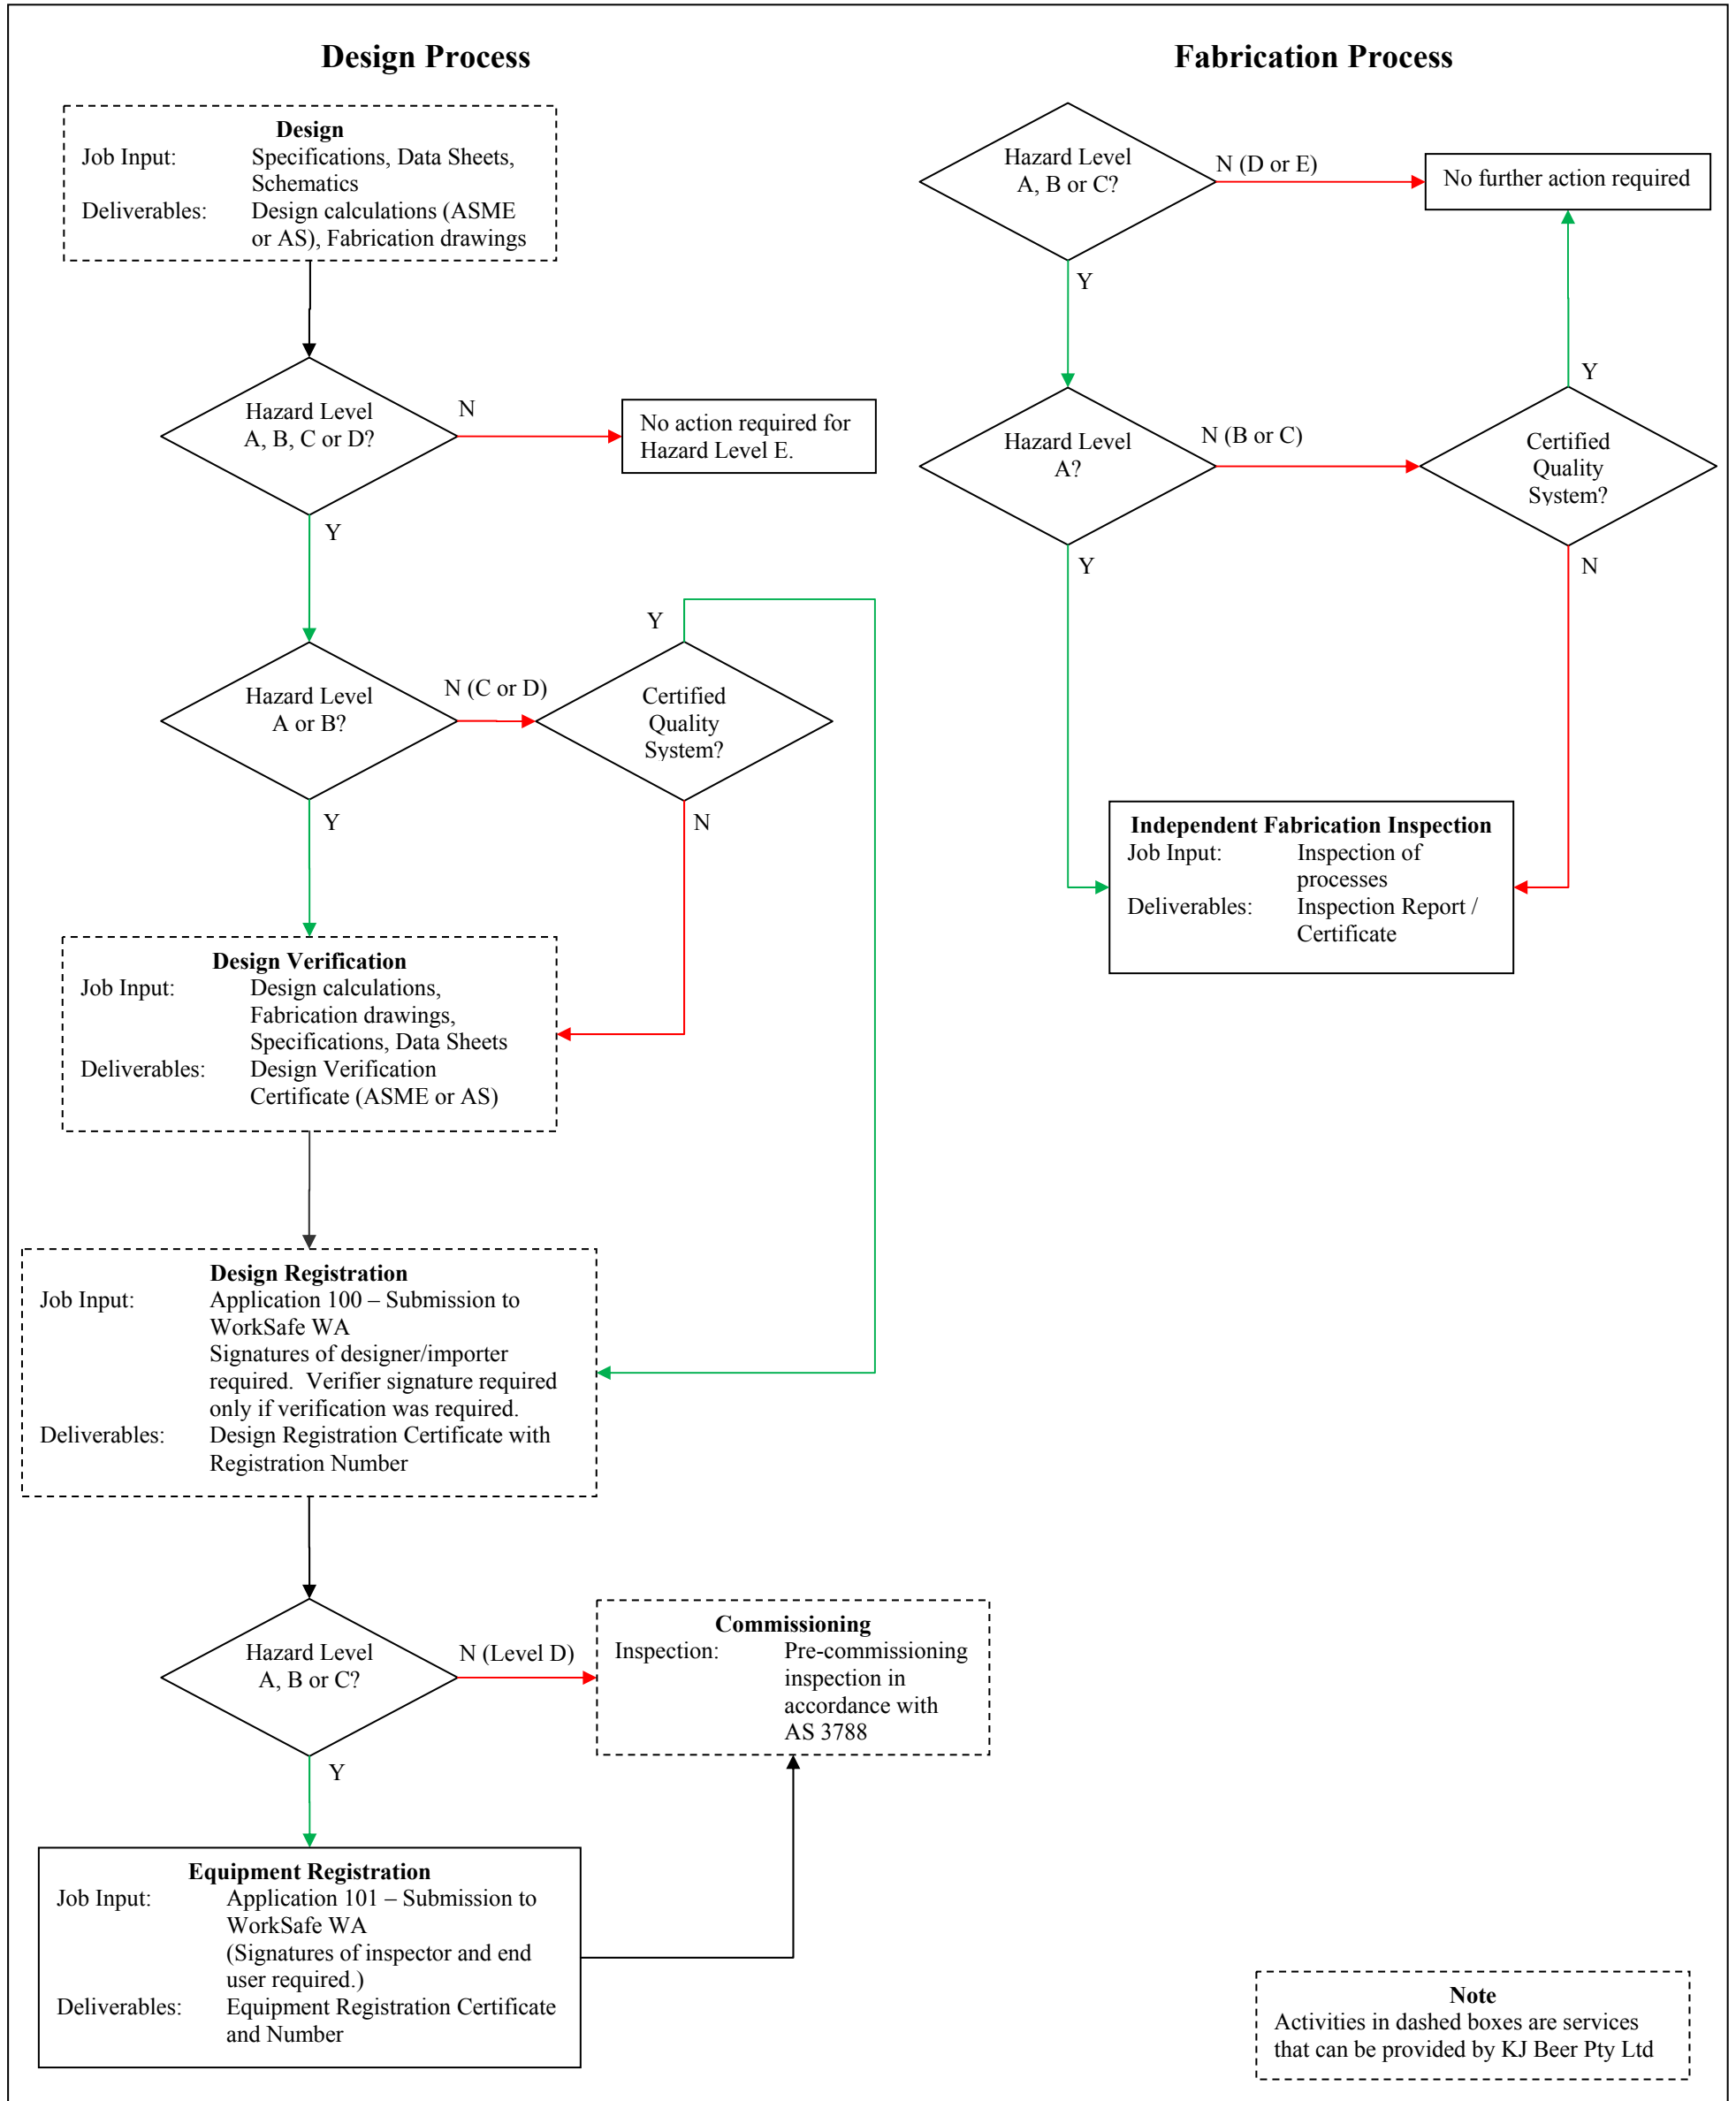 Design Process
Design
Job Input: Specifications, Data Sheets,
Schematics
Deliverables: Design calculations (ASME
or AS), Fabrication drawings
Hazard Level
A, B, C or D?
N
No action required for
Hazard Level E.
Y
Hazard Level
A or B?
N (C or D)
Certified
Quality
System?
Y
N
Y
Design Verification
Job Input: Design calculations,
Fabrication drawings,
Specifications, Data Sheets
Deliverables: Design Verification
Certificate (ASME or AS)
Design Registration
Job Input: Application 100 – Submission to
WorkSafe WA
Signatures of designer/importer
required. Verifier signature required
only if verification was required.
Deliverables: Design Registration Certificate with
Registration Number
Hazard Level
A, B or C?
N (Level D)
Commissioning
Inspection: Pre-commissioning
inspection in
accordance with
AS 3788
Y
Equipment Registration
Job Input: Application 101 – Submission to
WorkSafe WA
(Signatures of inspector and end
user required.)
Deliverables: Equipment Registration Certificate
and Number
Fabrication Process
Hazard Level
A, B or C?
N (D or E)
No further action required
Y
Hazard Level
A?
N (B or C)
Certified
Quality
System?
Y
N
Y
Independent Fabrication Inspection
Job Input: Inspection of
processes
Deliverables: Inspection Report /
Certificate
Note
Activities in dashed boxes are services
that can be provided by KJ Beer Pty Ltd